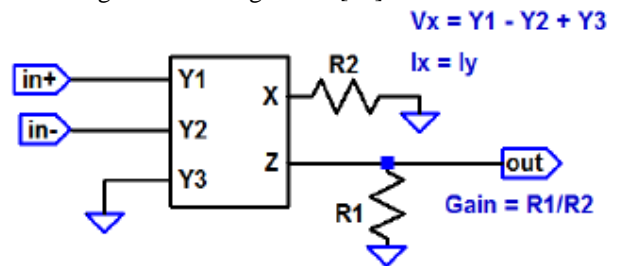 Vx = Y1 - Y2 + Y3
Ix = Iy
in+
Y1
R2
X
in-
Y2
Z
out
Y3
R1
Gain = R1/R2